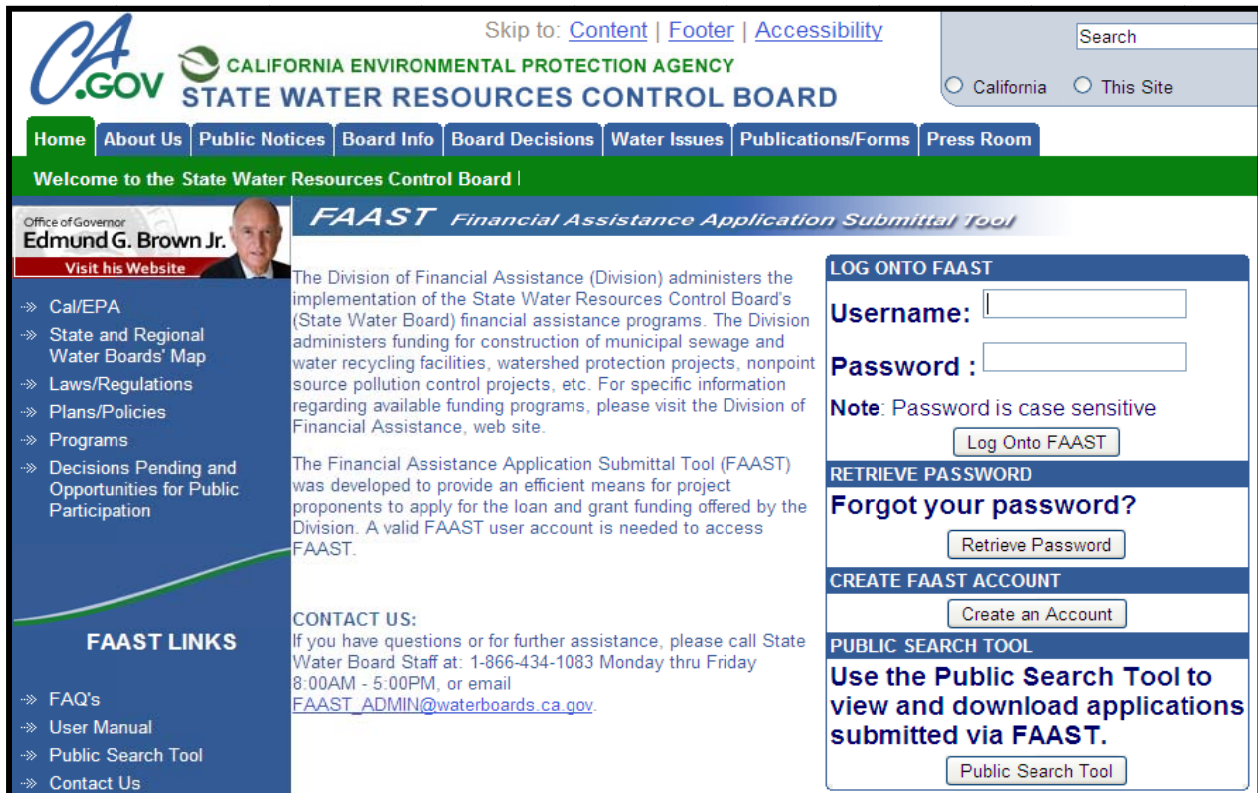 Skip to: Content | Footer | Accessibility
CA
.GOV
CALIFORNIA ENVIRONMENTAL PROTECTION AGENCY
STATE WATER RESOURCES CONTROL BOARD
Search
California This Site
Home About Us Public Notices Board Info Board Decisions Water Issues Publications/Forms Press Room
Welcome to the State Water Resources Control Board |
Office of Governor
Edmund G. Brown Jr.
Visit his Website
Cal/EPA
State and Regional
Water Boards' Map
Laws/Regulations
Plans/Policies
Programs
Decisions Pending and
Opportunities for Public
Participation
FAAST LINKS
FAQ's
User Manual
Public Search Tool
Contact Us
FAAST Financial Assistance Application Submittal Tool
The Division of Financial Assistance (Division) administers the
implementation of the State Water Resources Control Board's
(State Water Board) financial assistance programs. The Division
administers funding for construction of municipal sewage and
water recycling facilities, watershed protection projects, nonpoint
source pollution control projects, etc. For specific information
regarding available funding programs, please visit the Division of
Financial Assistance, web site.
The Financial Assistance Application Submittal Tool (FAAST)
was developed to provide an efficient means for project
proponents to apply for the loan and grant funding offered by the
Division. A valid FAAST user account is needed to access
FAAST.
CONTACT US:
If you have questions or for further assistance, please call State
Water Board Staff at: 1-866-434-1083 Monday thru Friday
8:00AM - 5:00PM, or email
FAAST_ADMIN@waterboards.ca.gov.
LOG ONTO FAAST
Username:
Password :
Note: Password is case sensitive
Log Onto FAAST
RETRIEVE PASSWORD
Forgot your password?
Retrieve Password
CREATE FAAST ACCOUNT
Create an Account
PUBLIC SEARCH TOOL
Use the Public Search Tool to
view and download applications
submitted via FAAST.
Public Search Tool